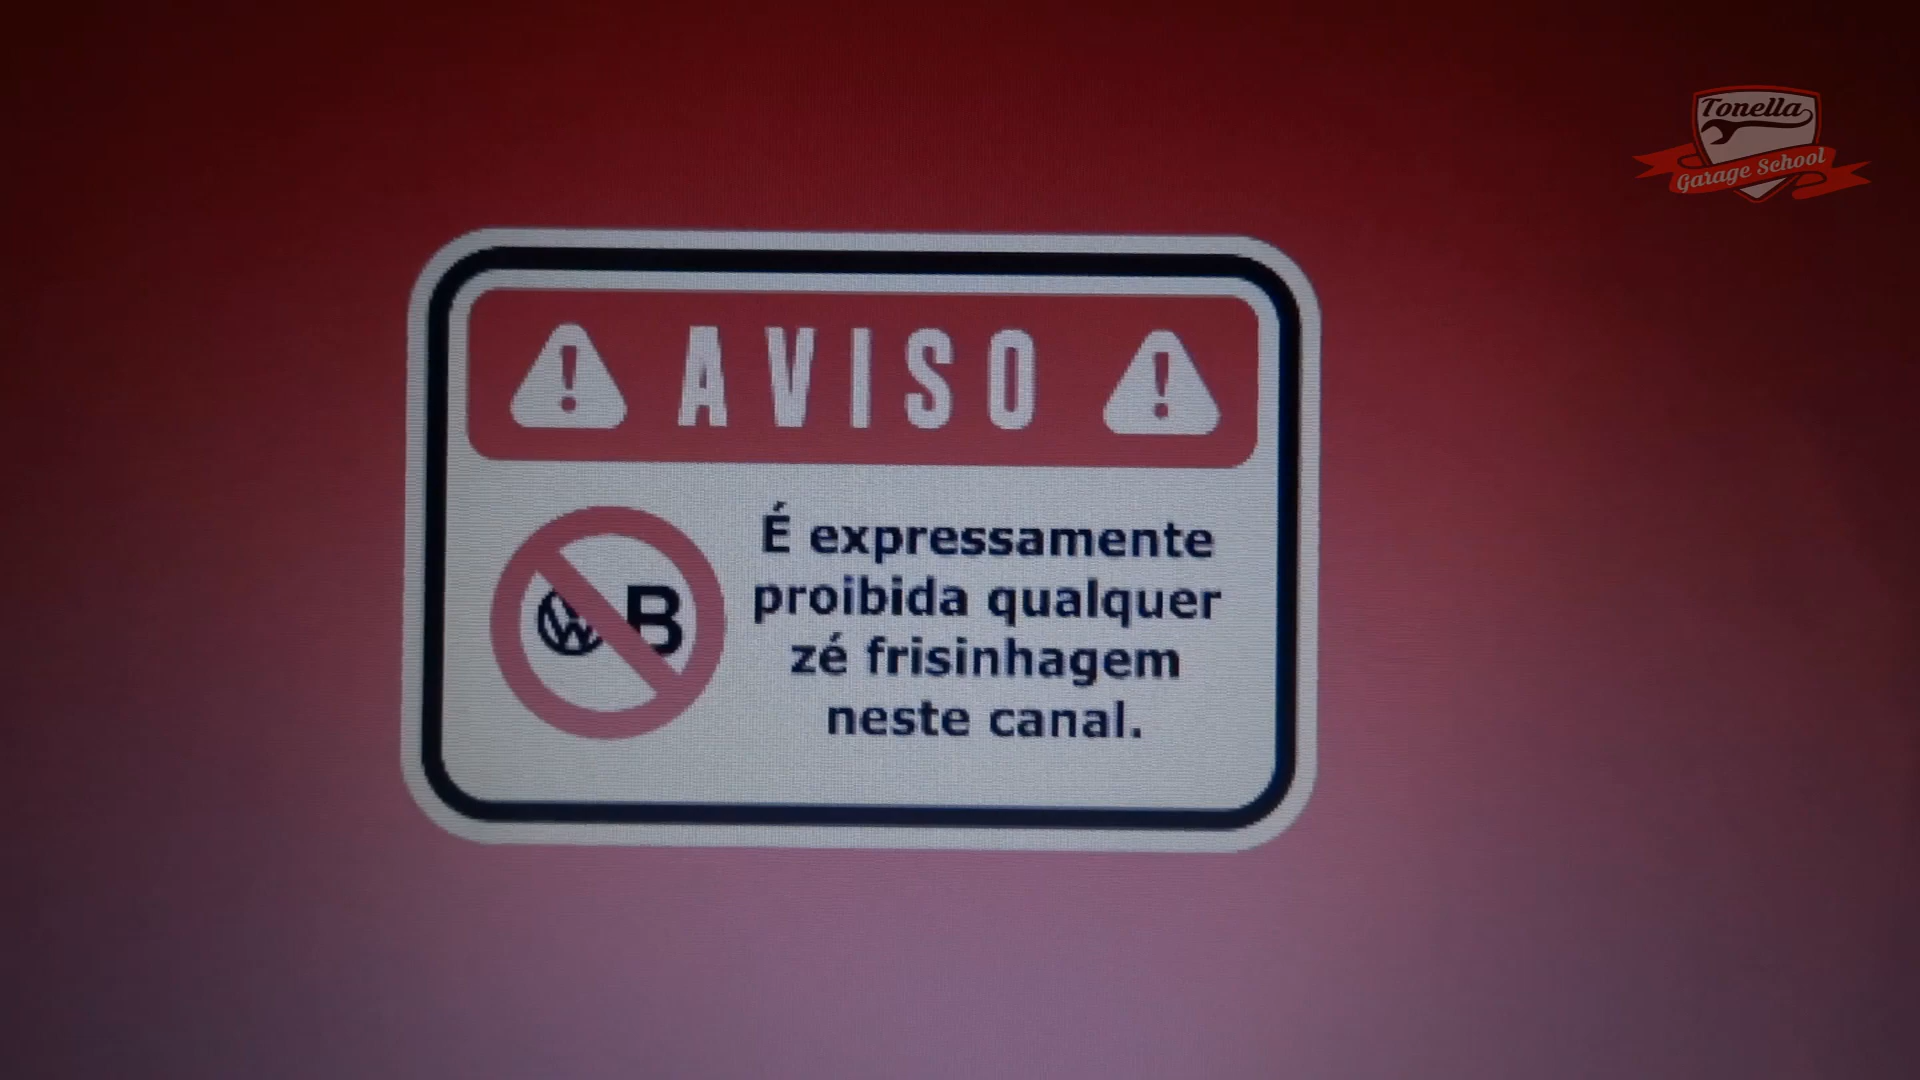 Tonella
Garage School
AVISO
É expressamente
proibida qualquer
zé frisinhagem
neste canal.
B